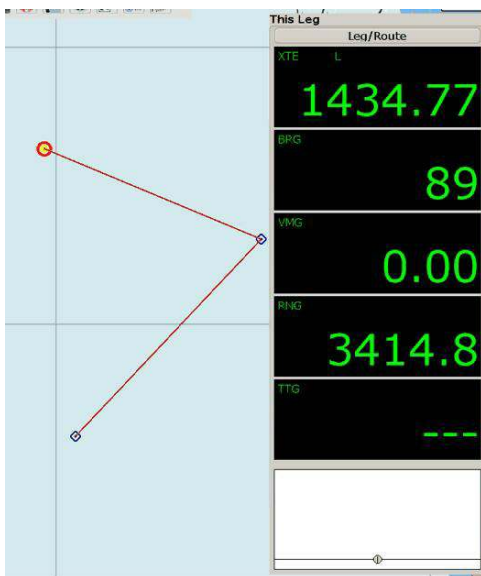 This Leg
Leg/Route
XTE L
1434.77
BRG
89
VMG
0.00
RNG
3414.8
TTG
---